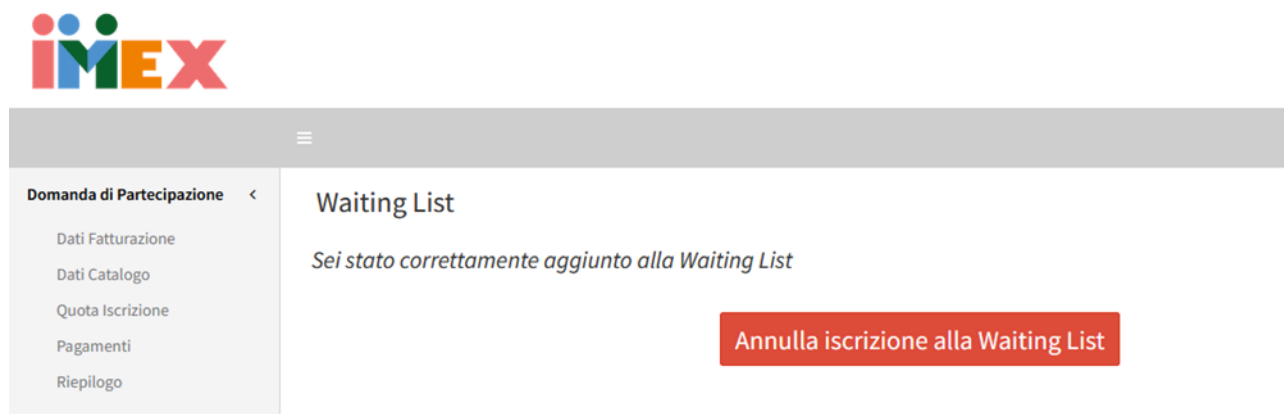 IMEX
Domanda di Partecipazione
Dati Fatturazione
Dati Catalogo
Quota Iscrizione
Pagamenti
Riepilogo
Waiting List
Sei stato correttamente aggiunto alla Waiting List
Annulla iscrizione alla Waiting List